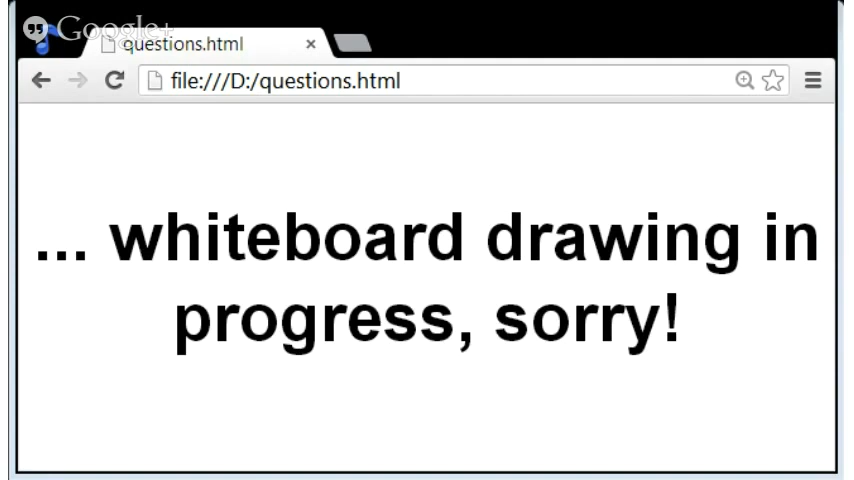 Google+
questions.html
file:///D:/questions.html
... whiteboard drawing in
progress, sorry!